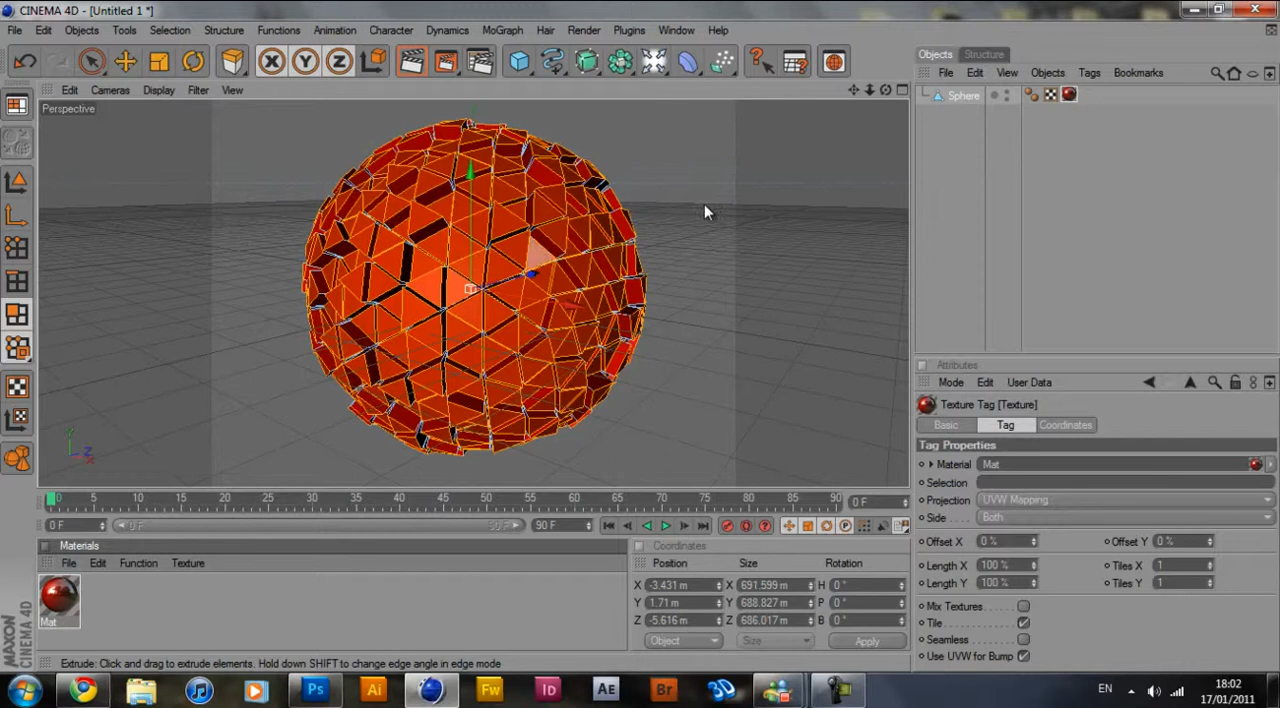 CINEMA 4D - [Untitled 1 *]
File Edit Objects Tools Selection Structure Functions Animation Character Dynamics MoGraph Hair Render Plugins Window Help
X Y Z
Objects Structure
File Edit View Objects Tags Bookmarks
Sphere
Edit Cameras Display Filter View
Perspective
Y
Z
X
Attributes
Mode Edit User Data
Texture Tag [Texture]
Basic Tag Coordinates
Tag Properties
Material Mat
Selection
Projection UVW Mapping
Side Both
Offset X 0 % Offset Y 0 %
Length X 100 % Tiles X 1
Length Y 100 % Tiles Y 1
Mix Textures
Tile
Seamless
Use UVW for Bump
0 5 10 15 20 25 30 35 40 45 50 55 60 65 70 75 80 85 90 0 F
0 F 0 F 90 F 90 F
Materials
File Edit Function Texture
Mat
Coordinates
Position Size Rotation
X -3.431 m X 691.599 m H 0 °
Y 1.71 m Y 688.827 m P 0 °
Z -5.616 m Z 686.017 m B 0 °
Object Size Apply
MAXON
CINEMA 4D
Extrude: Click and drag to extrude elements. Hold down SHIFT to change edge angle in edge mode
Ps Ai Fw Id Ae Br 3D
EN
18:02
17/01/2011